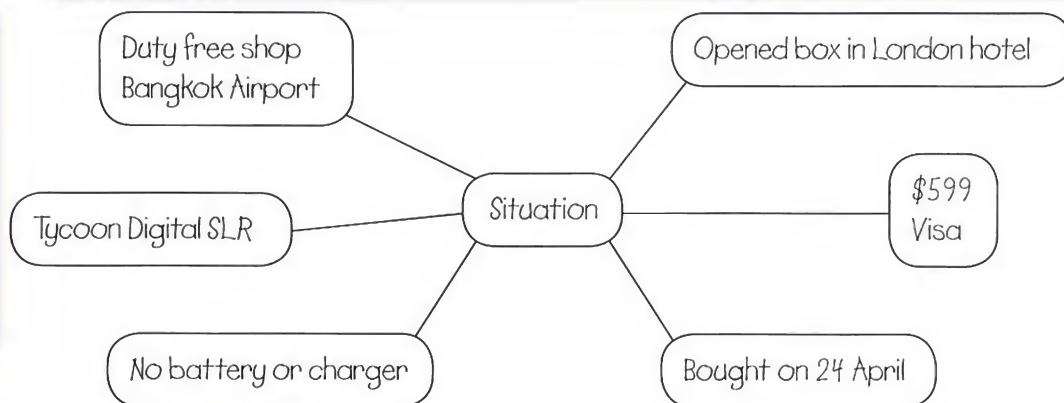 Duty free shop
Bangkok Airport
Opened box in London hotel
Situation
$599
Visa
Tycoon Digital SLR
No battery or charger
Bought on 24 April